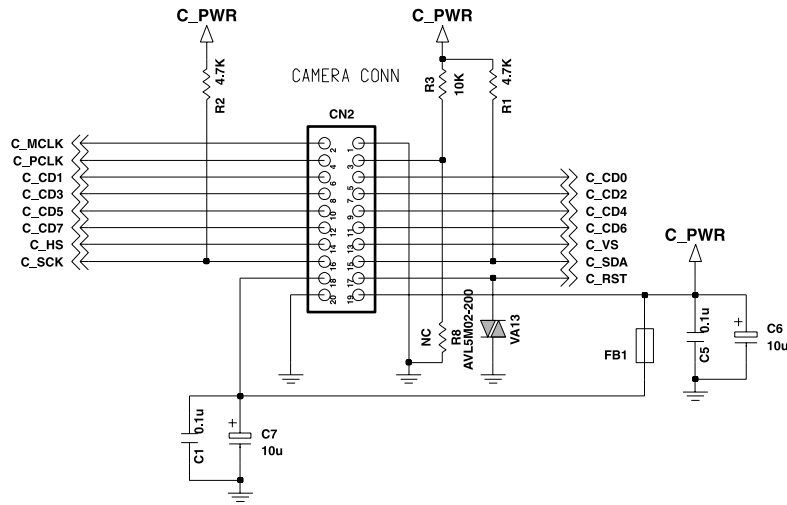 C_PWR
C_PWR
4.7K
R2
CAMERA CONN
R3
10K
4.7K
R1
CN2
C_MCLK
C_PCLK
C_CD1
C_CD3
C_CD5
C_CD7
C_HS
C_SCK
2
4
6
8
10
12
14
16
18
20
1
3
5
7
9
11
13
15
17
19
C_CD0
C_CD2
C_CD4
C_CD6
C_VS
C_SDA
C_RST
C_PWR
NC
R8
AVL5M02-200
VA13
FB1
0.1u
C5
+
C6
10u
0.1u
C1
+
C7
10u